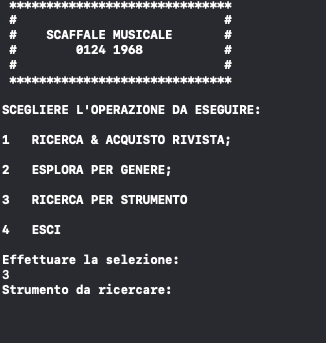 ******************************
#                            #
#    SCAFFALE MUSICALE       #
#        0124 1968           #
#                            #
******************************
SCEGLIERE L'OPERAZIONE DA ESEGUIRE:
1   RICERCA & ACQUISTO RIVISTA;
2   ESPLORA PER GENERE;
3   RICERCA PER STRUMENTO
4   ESCI
Effettuare la selezione:
3
Strumento da ricercare: